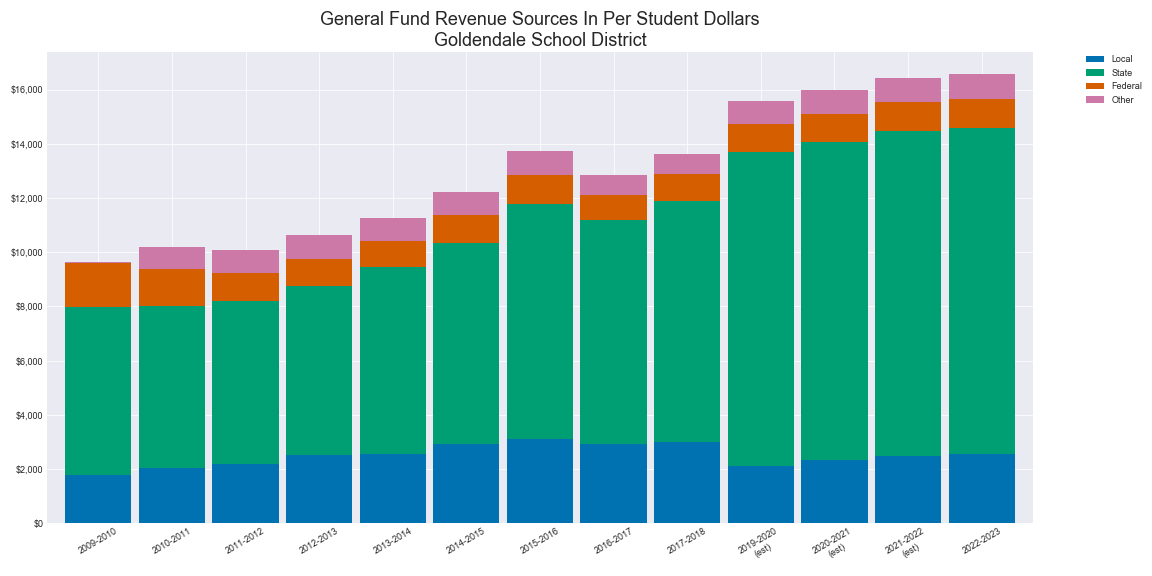 General Fund Revenue Sources In Per Student Dollars
Goldendale School District
Local
State
Federal
Other
$16,000
$14,000
$12,000
$10,000
$8,000
$6,000
$4,000
$2,000
$0
2009-2010
2010-2011
2011-2012
2012-2013
2013-2014
2014-2015
2015-2016
2016-2017
2017-2018
2019-2020
(est)
2020-2021
(est)
2021-2022
(est)
2022-2023